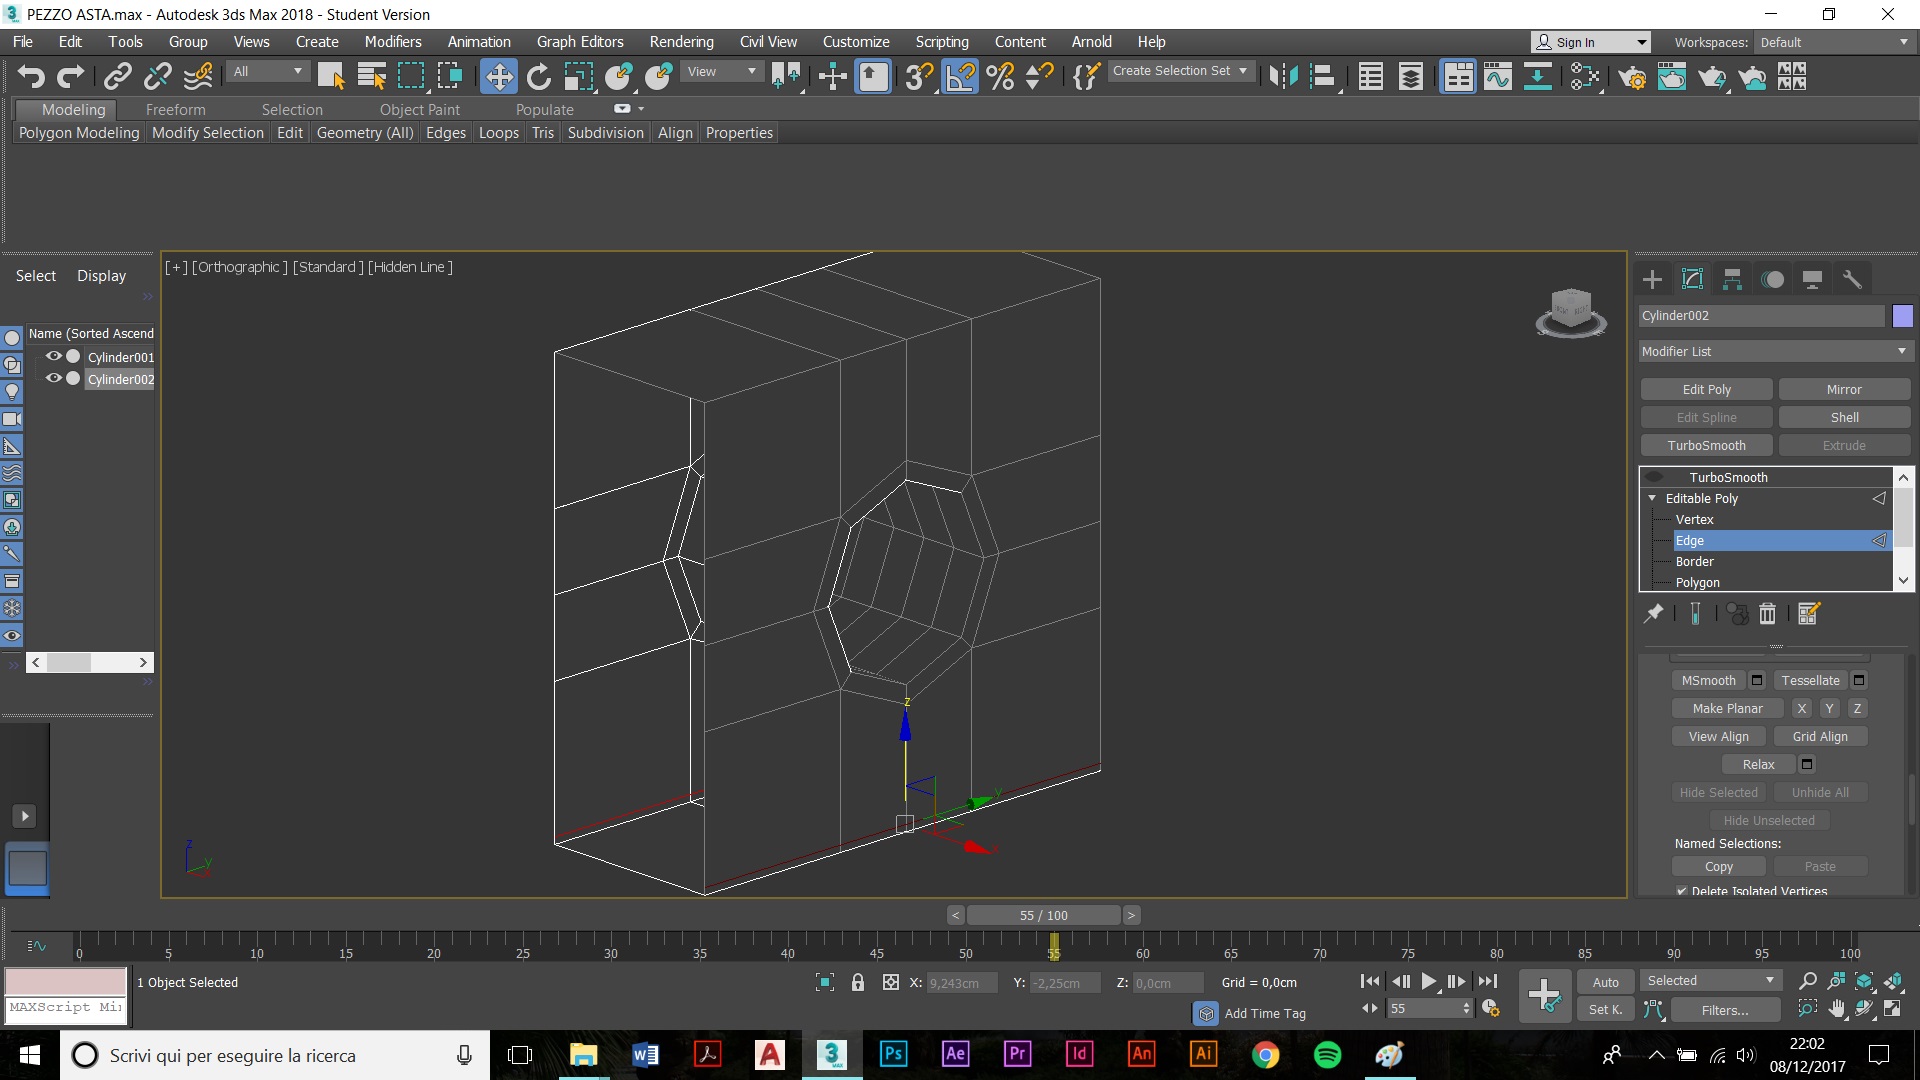 PEZZO ASTA.max - Autodesk 3ds Max 2018 - Student Version
File Edit Tools Group Views Create Modifiers Animation Graph Editors Rendering Civil View Customize Scripting Content Arnold Help
Sign In Workspaces: Default
All View Create Selection Set
Modeling Freeform Selection Object Paint Populate
Polygon Modeling Modify Selection Edit Geometry (All) Edges Loops Tris Subdivision Align Properties
Select Display
Name (Sorted Ascend
Cylinder001
Cylinder002
[+] [Orthographic ] [Standard ] [Hidden Line ]
z
y
x
z
y
Cylinder002
Modifier List
Edit Poly Mirror
Edit Spline Shell
TurboSmooth Extrude
TurboSmooth
Editable Poly
Vertex
Edge
Border
Polygon
MSmooth Tessellate
Make Planar X Y Z
View Align Grid Align
Relax
Hide Selected Unhide All
Hide Unselected
Named Selections:
Copy Paste
Delete Isolated Vertices
< 55 / 100 >
0 5 10 15 20 25 30 35 40 45 50 55 60 65 70 75 80 85 90 95 100
1 Object Selected X: 9,243cm Y: -2,25cm Z: 0,0cm Grid = 0,0cm Auto Selected
MAXScript Mi
Add Time Tag 55 Set K. Filters...
Scrivi qui per eseguire la ricerca
Ps Ae Pr Id An Ai
22:02
08/12/2017